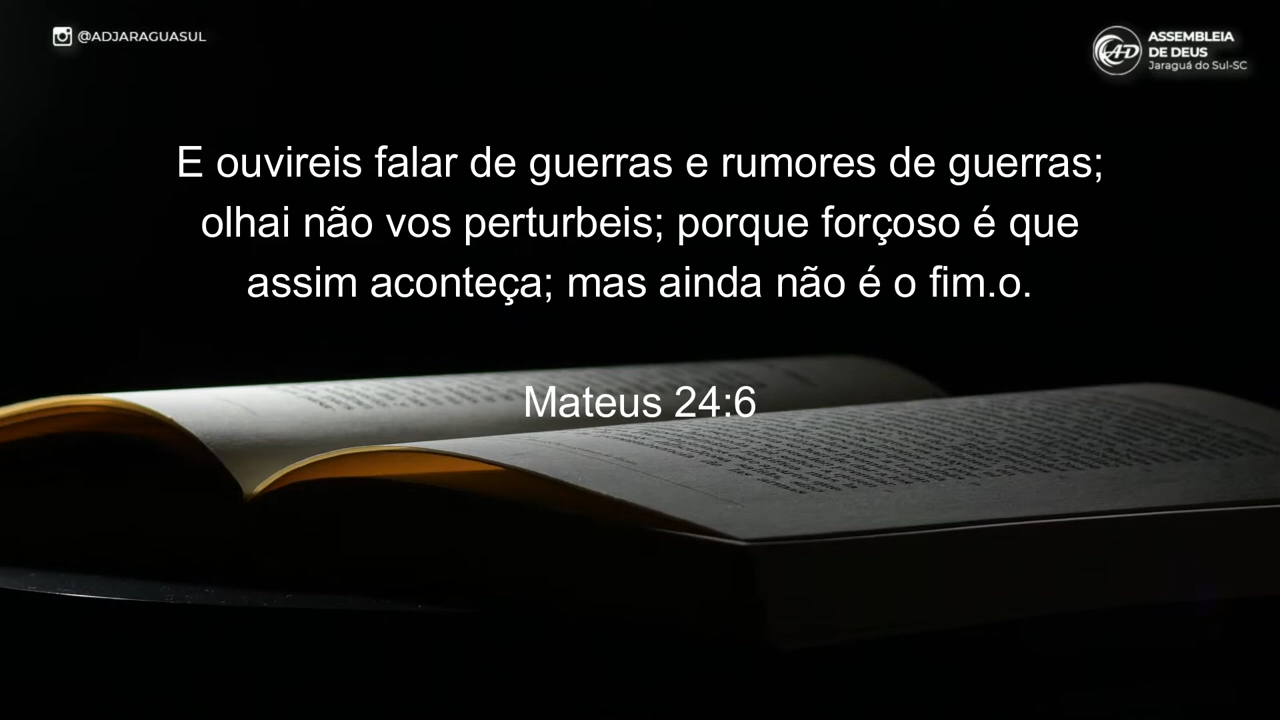 @ADJARAGUASUL
AD
ASSEMBLEIA
DE DEUS
Jaraguá do Sul-SC
E ouvireis falar de guerras e rumores de guerras;
olhai não vos perturbeis; porque forçoso é que
assim aconteça; mas ainda não é o fim.o.
Mateus 24:6